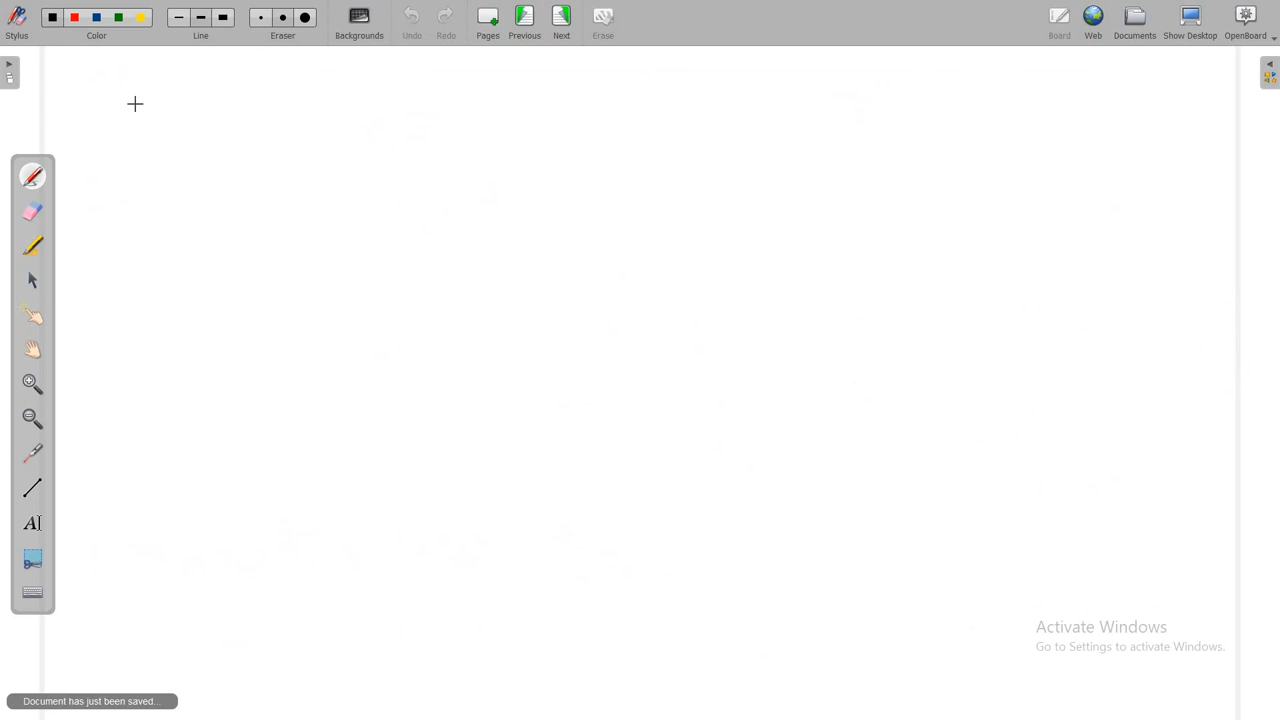 Stylus Color Line Eraser Backgrounds Undo Redo Pages Previous Next Erase Board Web Documents Show Desktop OpenBoard
A
Activate Windows
Go to Settings to activate Windows.
Document has just been saved...